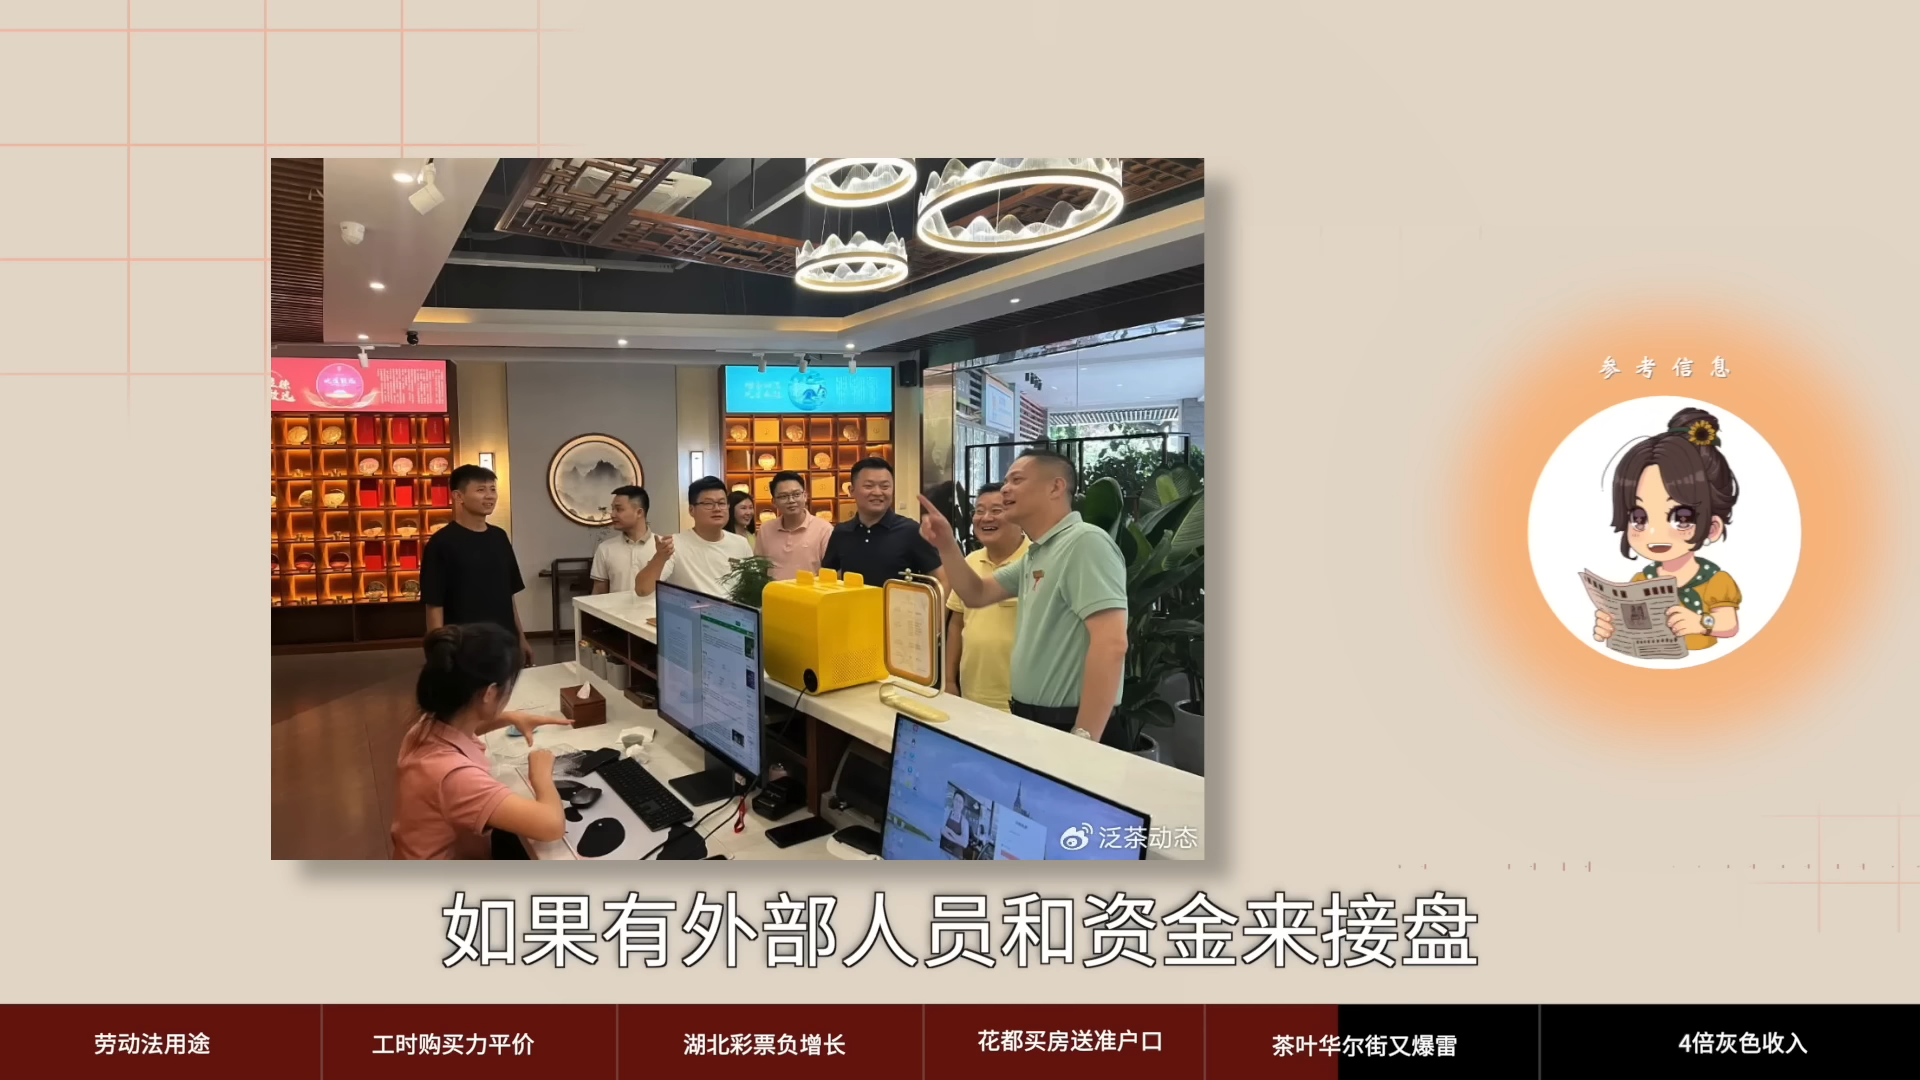 参考信息
泛茶动态
如果有外部人员和资金来接盘
劳动法用途
工时购买力平价
湖北彩票负增长
花都买房送准户口
茶叶华尔街又爆雷
4倍灰色收入